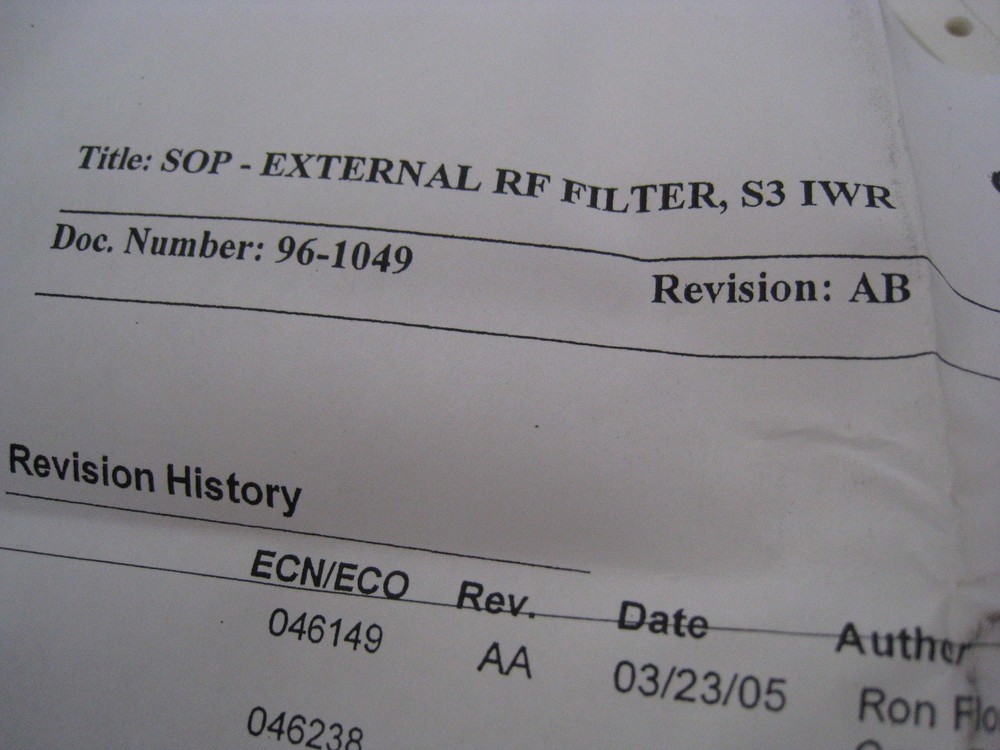 Title: SOP - EXTERNAL RF FILTER, S3 IWR
Doc. Number: 96-1049 Revision: AB
Revision History
ECN/ECO Rev. Date Author
046149 AA 03/23/05 Ron
046238